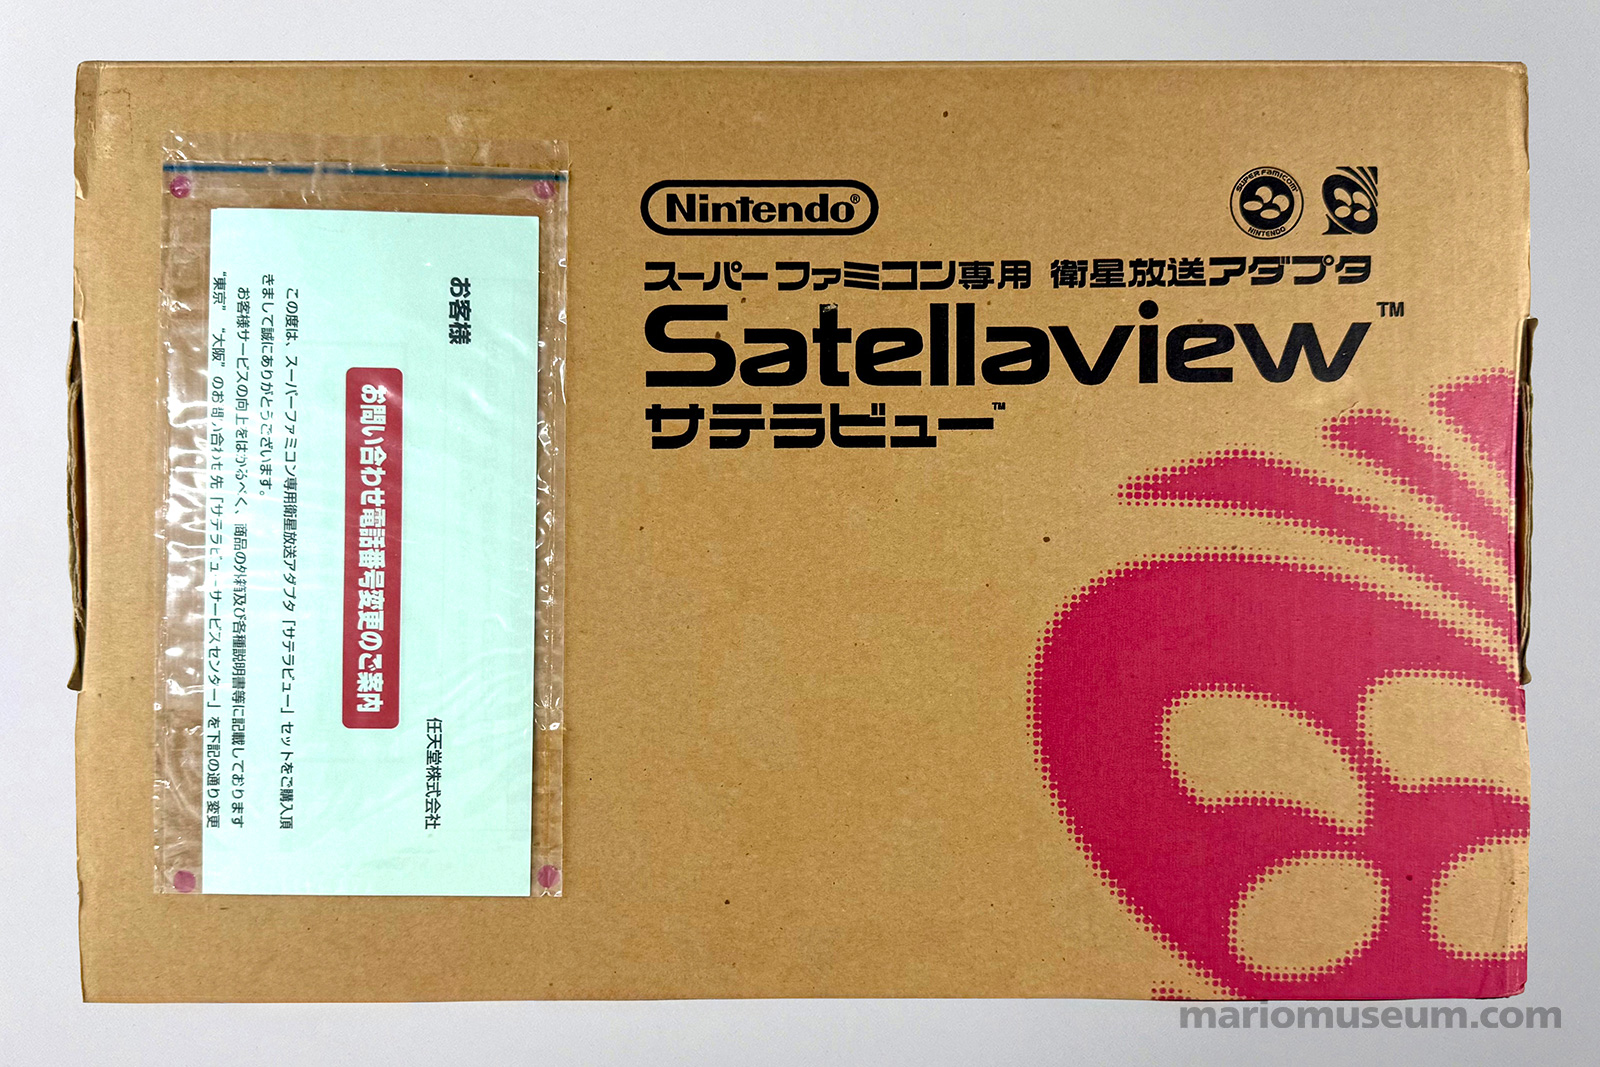 Nintendo®
SUPER FAMICOM
NINTENDO
スーパーファミコン専用 衛星放送アダプタ
Satellaview™
サテラビュー™
お客様
任天堂株式会社
お問い合わせ電話番号変更のご案内
この度は、スーパーファミコン専用衛星放送アダプタ「サテラビュー」セットをご購入頂
きまして誠にありがとうございます。
お客様サービスの向上をはかるべく、商品の外箱及び各種説明書等に記載しております
“東京”“大阪”のお問い合わせ先「サテラビュー・サービスセンター」を下記の通り変更
mariomuseum.com